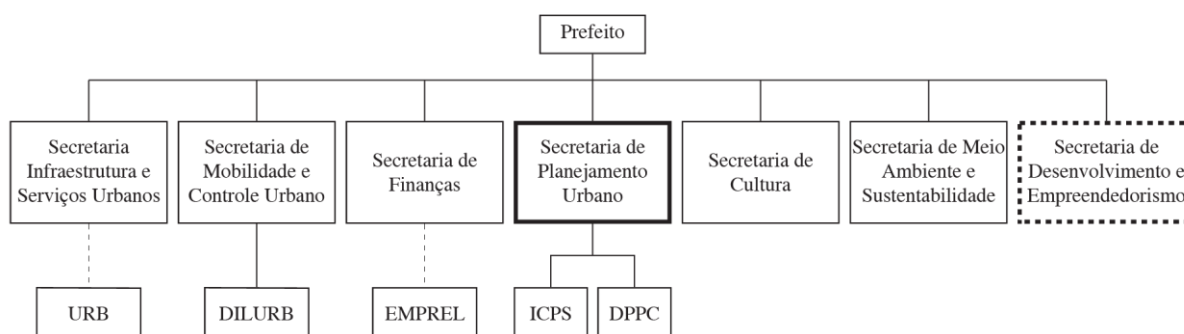 Prefeito
Secretaria
Infraestrutura e
Serviços Urbanos
Secretaria de
Mobilidade e
Controle Urbano
Secretaria de
Finanças
Secretaria de
Planejamento
Urbano
Secretaria de
Cultura
Secretaria de Meio
Ambiente e
Sustentabilidade
Secretaria de
Desenvolvimento e
Empreendedorismo
URB
DILURB
EMPREL
ICPS
DPPC